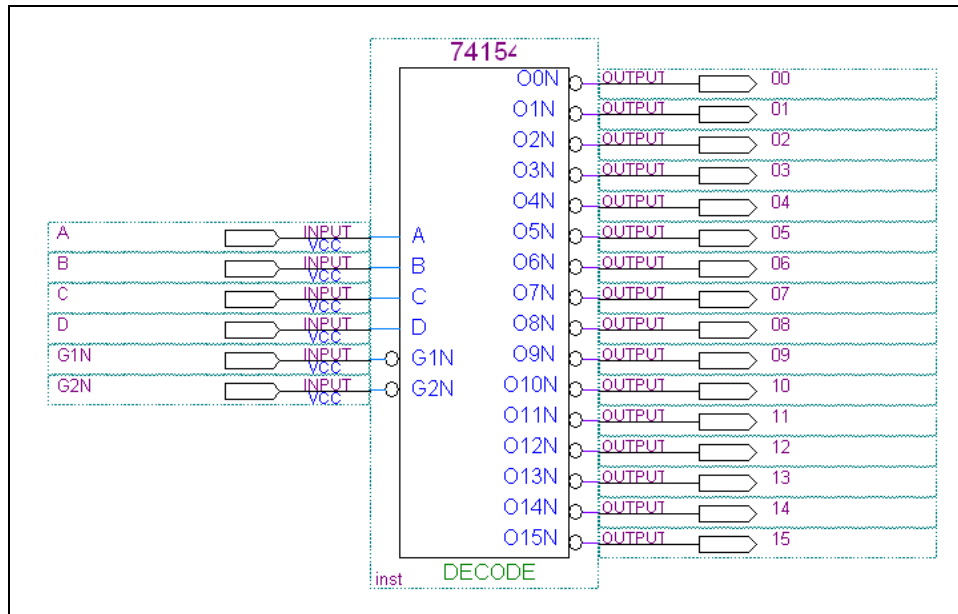 74154
O0N OUTPUT 00
O1N OUTPUT 01
O2N OUTPUT 02
O3N OUTPUT 03
O4N OUTPUT 04
A INPUT VCC A O5N OUTPUT 05
B INPUT VCC B O6N OUTPUT 06
C INPUT VCC C O7N OUTPUT 07
D INPUT VCC D O8N OUTPUT 08
G1N INPUT VCC G1N O9N OUTPUT 09
G2N INPUT VCC G2N O10N OUTPUT 10
O11N OUTPUT 11
O12N OUTPUT 12
O13N OUTPUT 13
O14N OUTPUT 14
O15N OUTPUT 15
inst DECODE